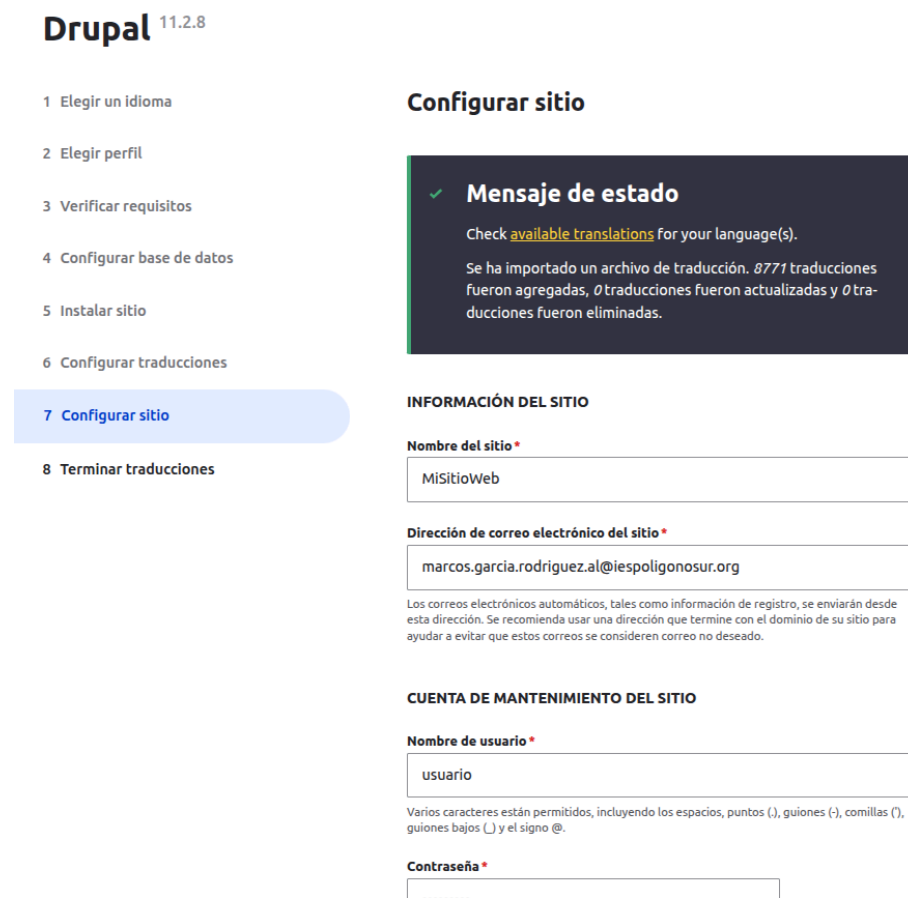 Drupal 11.2.8
1 Elegir un idioma
2 Elegir perfil
3 Verificar requisitos
4 Configurar base de datos
5 Instalar sitio
6 Configurar traducciones
7 Configurar sitio
8 Terminar traducciones
Configurar sitio
Mensaje de estado
Check available translations for your language(s).
Se ha importado un archivo de traducción. 8771 traducciones
fueron agregadas, 0 traducciones fueron actualizadas y 0 tra-
ducciones fueron eliminadas.
INFORMACIÓN DEL SITIO
Nombre del sitio*
MiSitioWeb
Dirección de correo electrónico del sitio*
marcos.garcia.rodriguez.al@iespoligonosur.org
Los correos electrónicos automáticos, tales como información de registro, se enviarán desde
esta dirección. Se recomienda usar una dirección que termine con el dominio de su sitio para
ayudar a evitar que estos correos se consideren correo no deseado.
CUENTA DE MANTENIMIENTO DEL SITIO
Nombre de usuario*
usuario
Varios caracteres están permitidos, incluyendo los espacios, puntos (.), guiones (-), comillas ('),
guiones bajos (_) y el signo @.
Contraseña*